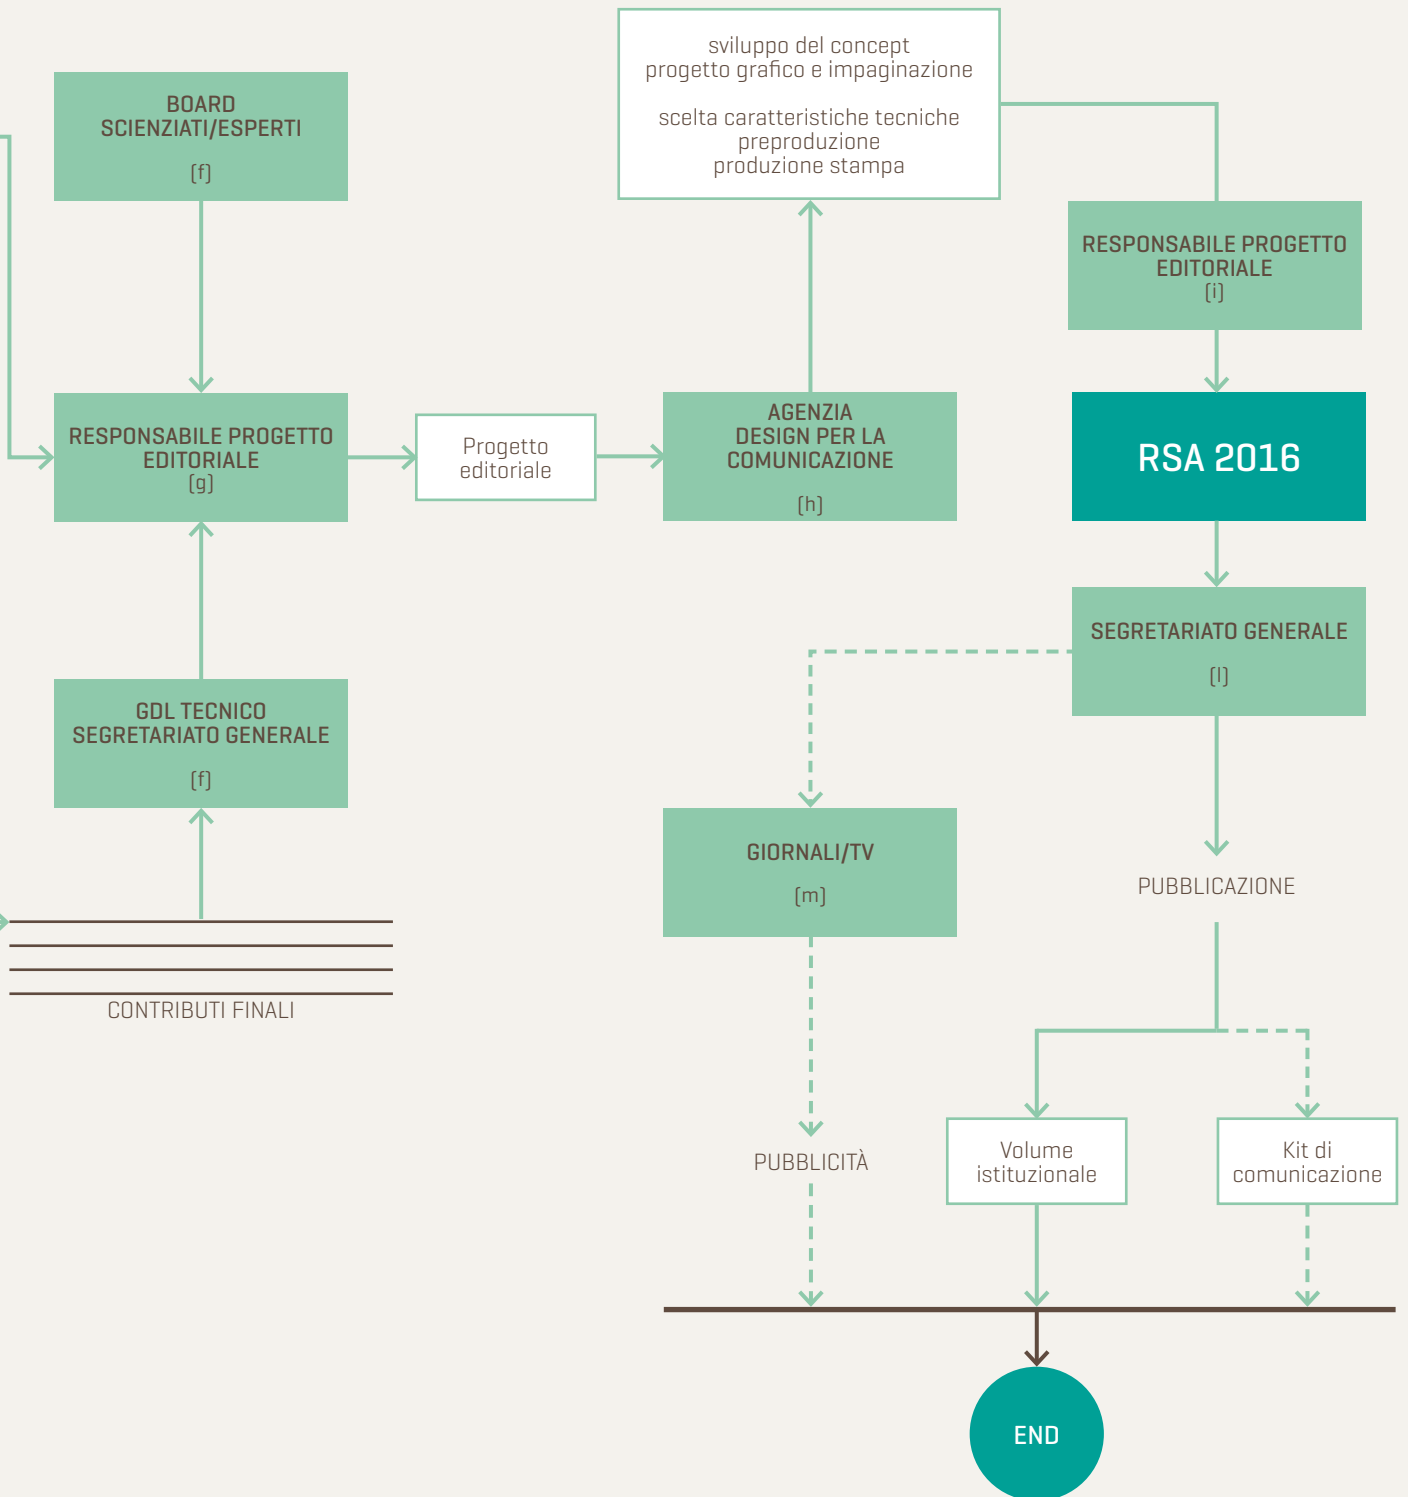 sviluppo del concept
progetto grafico e impaginazione
scelta caratteristiche tecniche
preproduzione
produzione stampa
BOARD
SCIENZIATI/ESPERTI
(f)
RESPONSABILE PROGETTO
EDITORIALE
(i)
RESPONSABILE PROGETTO
EDITORIALE
(g)
Progetto
editoriale
AGENZIA
DESIGN PER LA
COMUNICAZIONE
(h)
RSA 2016
SEGRETARIATO GENERALE
(l)
GDL TECNICO
SEGRETARIATO GENERALE
(f)
GIORNALI/TV
(m)
PUBBLICAZIONE
CONTRIBUTI FINALI
PUBBLICITÀ
Volume
istituzionale
Kit di
comunicazione
END